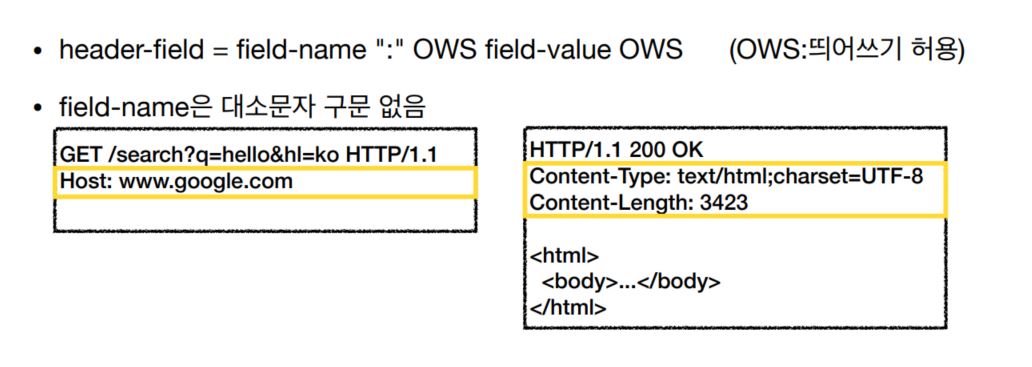 • header-field = field-name ":" OWS field-value OWS (OWS:띄어쓰기 허용)
• field-name은 대소문자 구문 없음
GET /search?q=hello&hl=ko HTTP/1.1
Host: www.google.com
HTTP/1.1 200 OK
Content-Type: text/html;charset=UTF-8
Content-Length: 3423
<html>
<body>...</body>
</html>